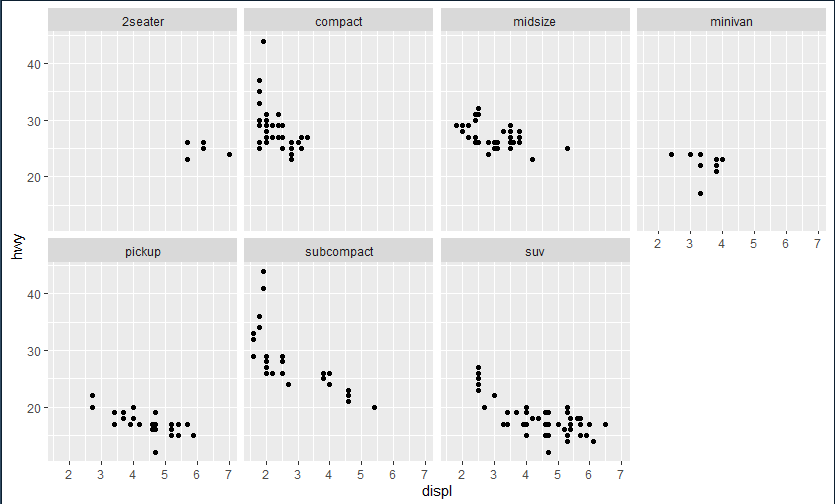 2seater compact midsize minivan
40
30
20
2 3 4 5 6 7
pickup subcompact suv
40
30
20
2 3 4 5 6 7 2 3 4 5 6 7 2 3 4 5 6 7
hwy
displ